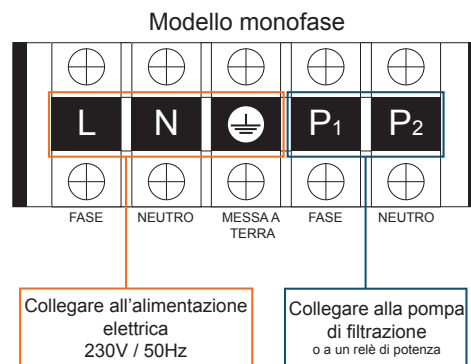 Modello monofase
L N P1 P2
FASE NEUTRO MESSA A TERRA FASE NEUTRO
Collegare all’alimentazione
elettrica
230V / 50Hz
Collegare alla pompa
di filtrazione
o a un relè di potenza